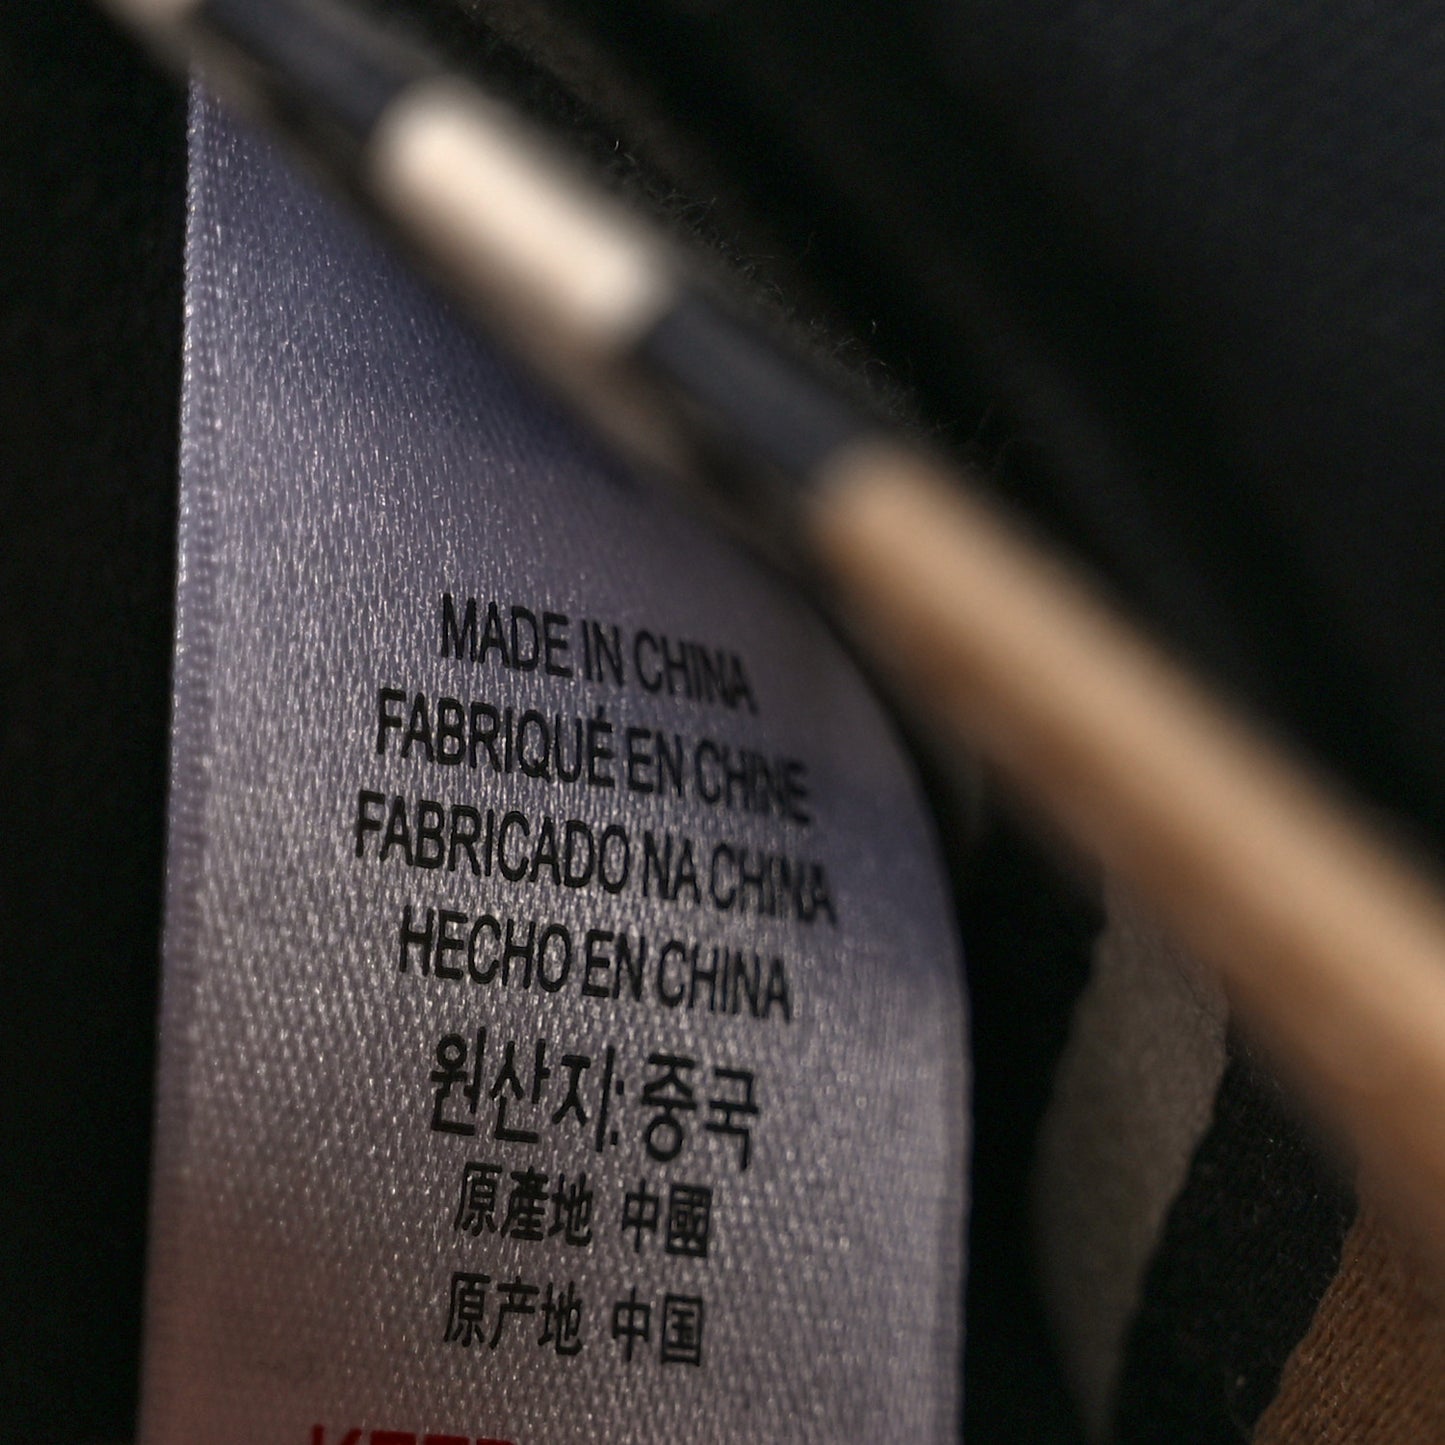 MADE IN CHINA
FABRIQUÉ EN CHINE
FABRICADO NA CHINA
HECHO EN CHINA
원산지: 중국
原產地 中國
原产地 中国